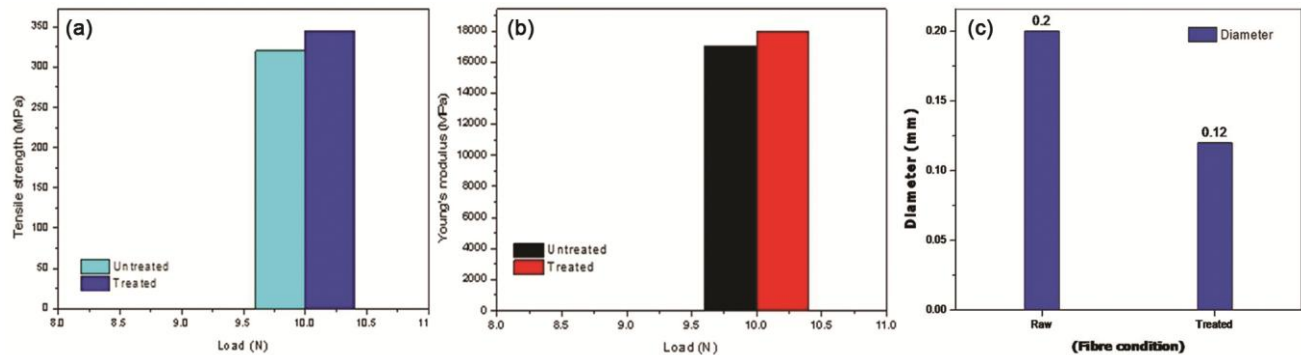 (a)
Tensile strength (MPa)
350
300
250
200
150
100
50
0
Untreated
Treated
8.0 8.5 9.0 9.5 10.0 10.5 11
Load (N)
(b)
Young's modulus (MPa)
18000
16000
14000
12000
10000
8000
6000
4000
2000
0
Untreated
Treated
8.0 8.5 9.0 9.5 10.0 10.5 11.0
Load (N)
(c)
Diameter (mm)
0.20
0.15
0.10
0.05
0.00
Diameter
0.2
0.12
Raw Treated
(Fibre condition)